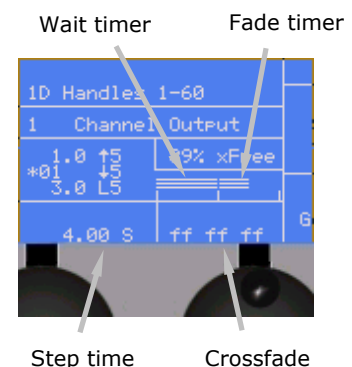 Wait timer
Fade timer
1D Handles 1-60
1 Channel Output
1.0 ↑5
99% xFree
*01 ↓5
3.0 L5
G
4.00 S
ff ff ff
Step time
Crossfade